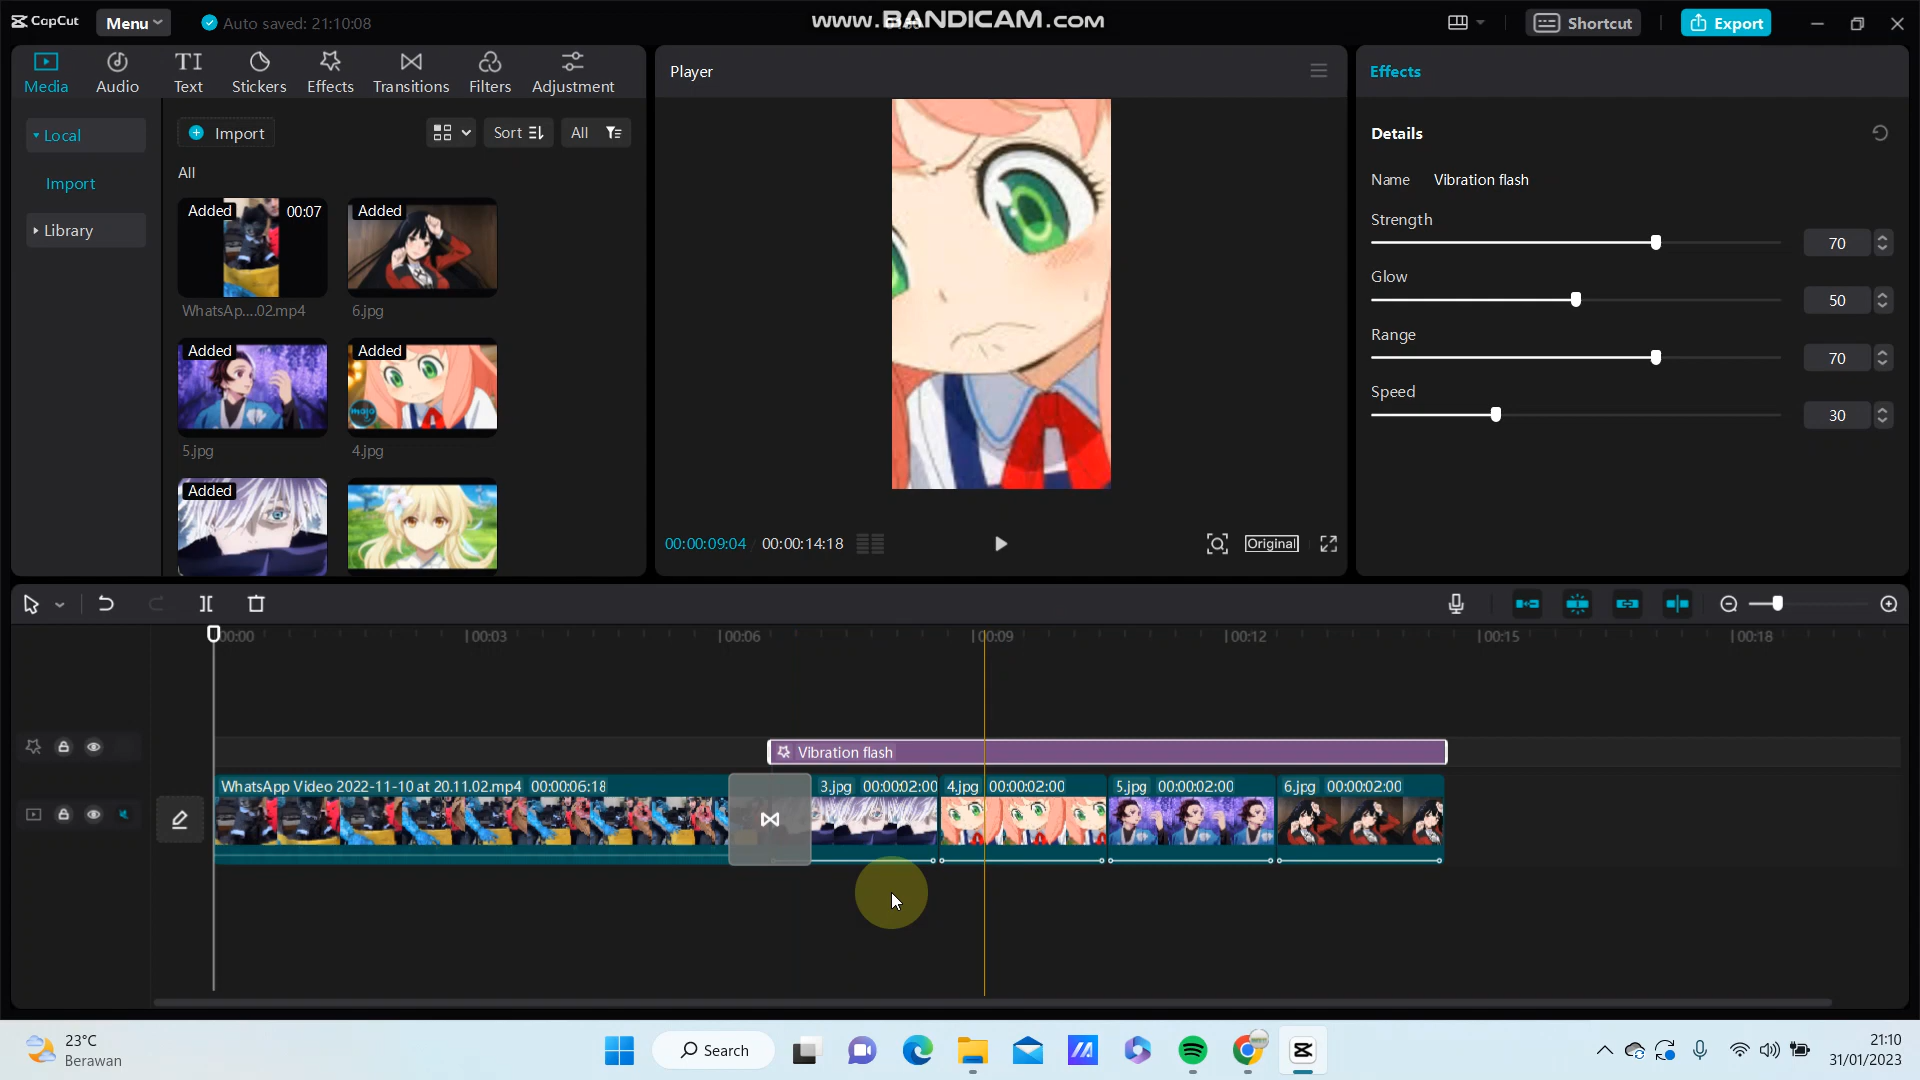 CapCut
Menu
Auto saved: 21:10:08
www.BANDICAM.COM
Shortcut
Export
Media
Audio
TI
Text
Stickers
Effects
Transitions
Filters
Adjustment
Player
Effects
Local
Import
Sort
All
Details
Name Vibration flash
All
Import
Library
Added 00:07
Added
WhatsAp....02.mp4
6.jpg
Strength
70
Glow
50
Range
70
Speed
30
Added
Added
mojo
5.jpg
4.jpg
Added
00:00:09:04
00:00:14:18
Original
00:00
00:03
00:06
00:09
00:12
00:15
00:18
Vibration flash
WhatsApp Video 2022-11-10 at 20.11.02.mp4 00:00:06:18
3.jpg 00:00:02:00
4.jpg 00:00:02:00
5.jpg 00:00:02:00
6.jpg 00:00:02:00
23°C
Berawan
Search
21:10
31/01/2023